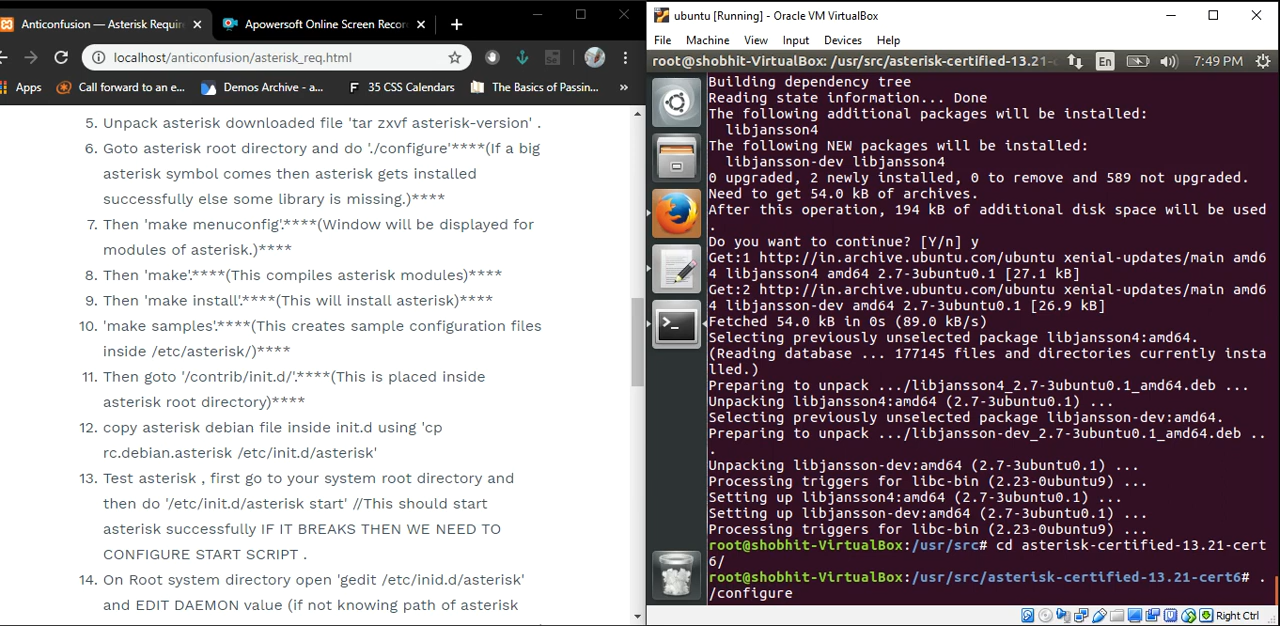 Anticonfusion — Asterisk Requir
Apowersoft Online Screen Recor
localhost/anticonfusion/asterisk_req.html
Apps
Call forward to an e...
Demos Archive - a...
35 CSS Calendars
The Basics of Passin...
»
5. Unpack asterisk downloaded file 'tar zxvf asterisk-version' .
6. Goto asterisk root directory and do './configure'****(If a big
asterisk symbol comes then asterisk gets installed
successfully else some library is missing.)****
7. Then 'make menuconfig'.****(Window will be displayed for
modules of asterisk.)****
8. Then 'make'.****(This compiles asterisk modules)****
9. Then 'make install'.****(This will install asterisk)****
10. 'make samples'.****(This creates sample configuration files
inside /etc/asterisk/)****
11. Then goto '/contrib/init.d/'.****(This is placed inside
asterisk root directory)****
12. copy asterisk debian file inside init.d using 'cp
rc.debian.asterisk /etc/init.d/asterisk'
13. Test asterisk , first go to your system root directory and
then do '/etc/init.d/asterisk start' //This should start
asterisk successfully IF IT BREAKS THEN WE NEED TO
CONFIGURE START SCRIPT .
14. On Root system directory open 'gedit /etc/inid.d/asterisk'
and EDIT DAEMON value (if not knowing path of asterisk
ubuntu [Running] - Oracle VM VirtualBox
File Machine View Input Devices Help
root@shobhit-VirtualBox: /usr/src/asterisk-certified-13.21-
En
7:49 PM
Building dependency tree
Reading state information... Done
The following additional packages will be installed:
libjansson4
The following NEW packages will be installed:
libjansson-dev libjansson4
0 upgraded, 2 newly installed, 0 to remove and 589 not upgraded.
Need to get 54.0 kB of archives.
After this operation, 194 kB of additional disk space will be used
.
Do you want to continue? [Y/n] y
Get:1 http://in.archive.ubuntu.com/ubuntu xenial-updates/main amd6
4 libjansson4 amd64 2.7-3ubuntu0.1 [27.1 kB]
Get:2 http://in.archive.ubuntu.com/ubuntu xenial-updates/main amd6
4 libjansson-dev amd64 2.7-3ubuntu0.1 [26.9 kB]
Fetched 54.0 kB in 0s (89.0 kB/s)
Selecting previously unselected package libjansson4:amd64.
(Reading database ... 177145 files and directories currently insta
lled.)
Preparing to unpack .../libjansson4_2.7-3ubuntu0.1_amd64.deb ...
Unpacking libjansson4:amd64 (2.7-3ubuntu0.1) ...
Selecting previously unselected package libjansson-dev:amd64.
Preparing to unpack .../libjansson-dev_2.7-3ubuntu0.1_amd64.deb ..
.
Unpacking libjansson-dev:amd64 (2.7-3ubuntu0.1) ...
Processing triggers for libc-bin (2.23-0ubuntu9) ...
Setting up libjansson4:amd64 (2.7-3ubuntu0.1) ...
Setting up libjansson-dev:amd64 (2.7-3ubuntu0.1) ...
Processing triggers for libc-bin (2.23-0ubuntu9) ...
root@shobhit-VirtualBox:/usr/src# cd asterisk-certified-13.21-cert
6/
root@shobhit-VirtualBox:/usr/src/asterisk-certified-13.21-cert6# .
/configure
Right Ctrl